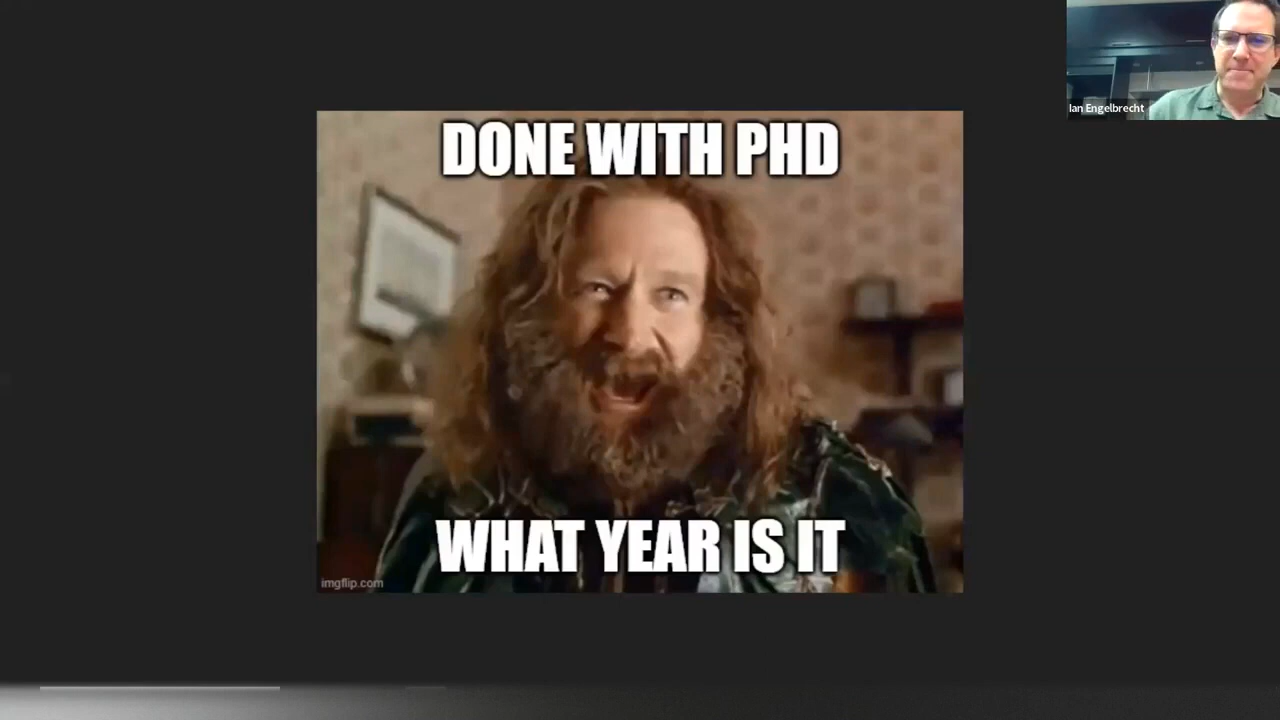 Ian Engelbrecht
DONE WITH PHD
WHAT YEAR IS IT
imgflip.com